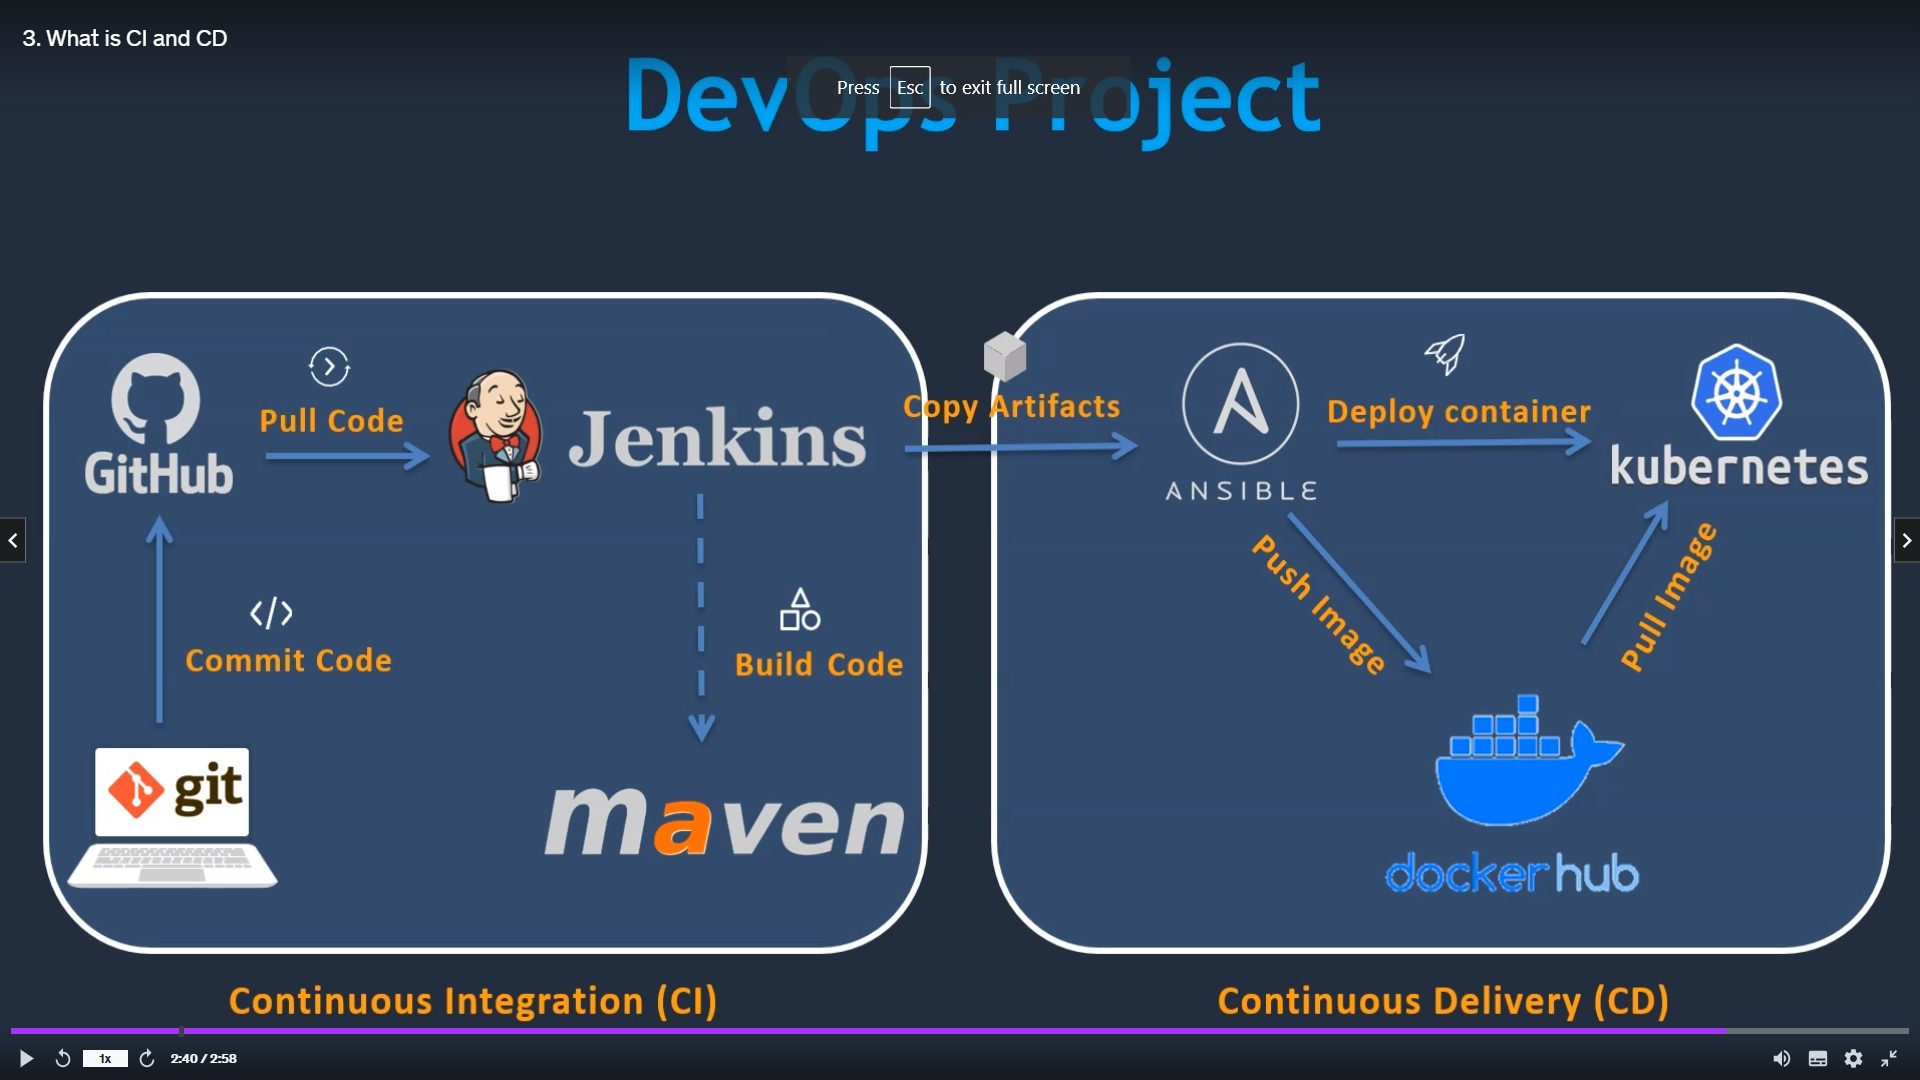 3. What is CI and CD
DevOps Project
Press Esc to exit full screen
GitHub
Pull Code
Jenkins
Copy Artifacts
ANSIBLE
Deploy container
kubernetes
Commit Code
Build Code
Push Image
Pull Image
git
maven
docker hub
Continuous Integration (CI)
Continuous Delivery (CD)
1x
2:40 / 2:58